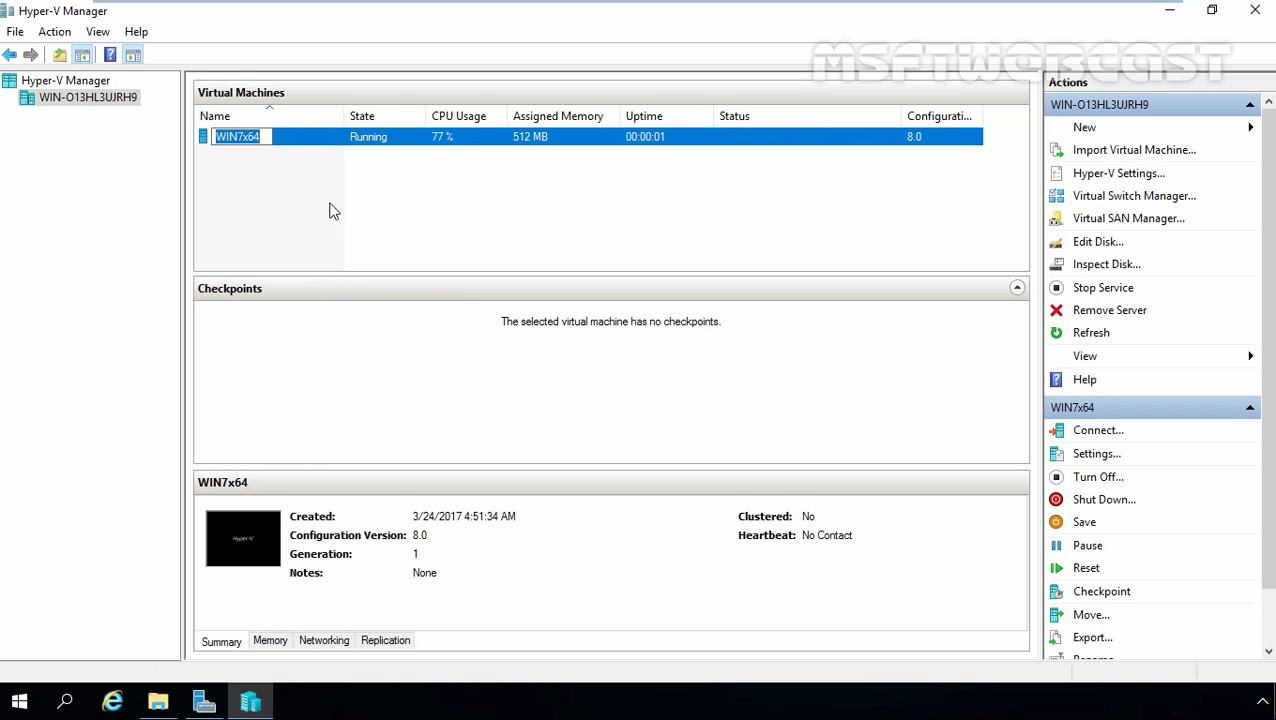 Hyper-V Manager
File Action View Help
MSFTWEBCAST
Hyper-V Manager
WIN-O13HL3UJRH9
Virtual Machines
Name State CPU Usage Assigned Memory Uptime Status Configurati...
WIN7x64 Running 77 % 512 MB 00:00:01 8.0
Checkpoints
The selected virtual machine has no checkpoints.
WIN7x64
Hyper-V
Created: 3/24/2017 4:51:34 AM
Configuration Version: 8.0
Generation: 1
Notes: None
Clustered: No
Heartbeat: No Contact
Summary Memory Networking Replication
Actions
WIN-O13HL3UJRH9
New
Import Virtual Machine...
Hyper-V Settings...
Virtual Switch Manager...
Virtual SAN Manager...
Edit Disk...
Inspect Disk...
Stop Service
Remove Server
Refresh
View
Help
WIN7x64
Connect...
Settings...
Turn Off...
Shut Down...
Save
Pause
Reset
Checkpoint
Move...
Export...